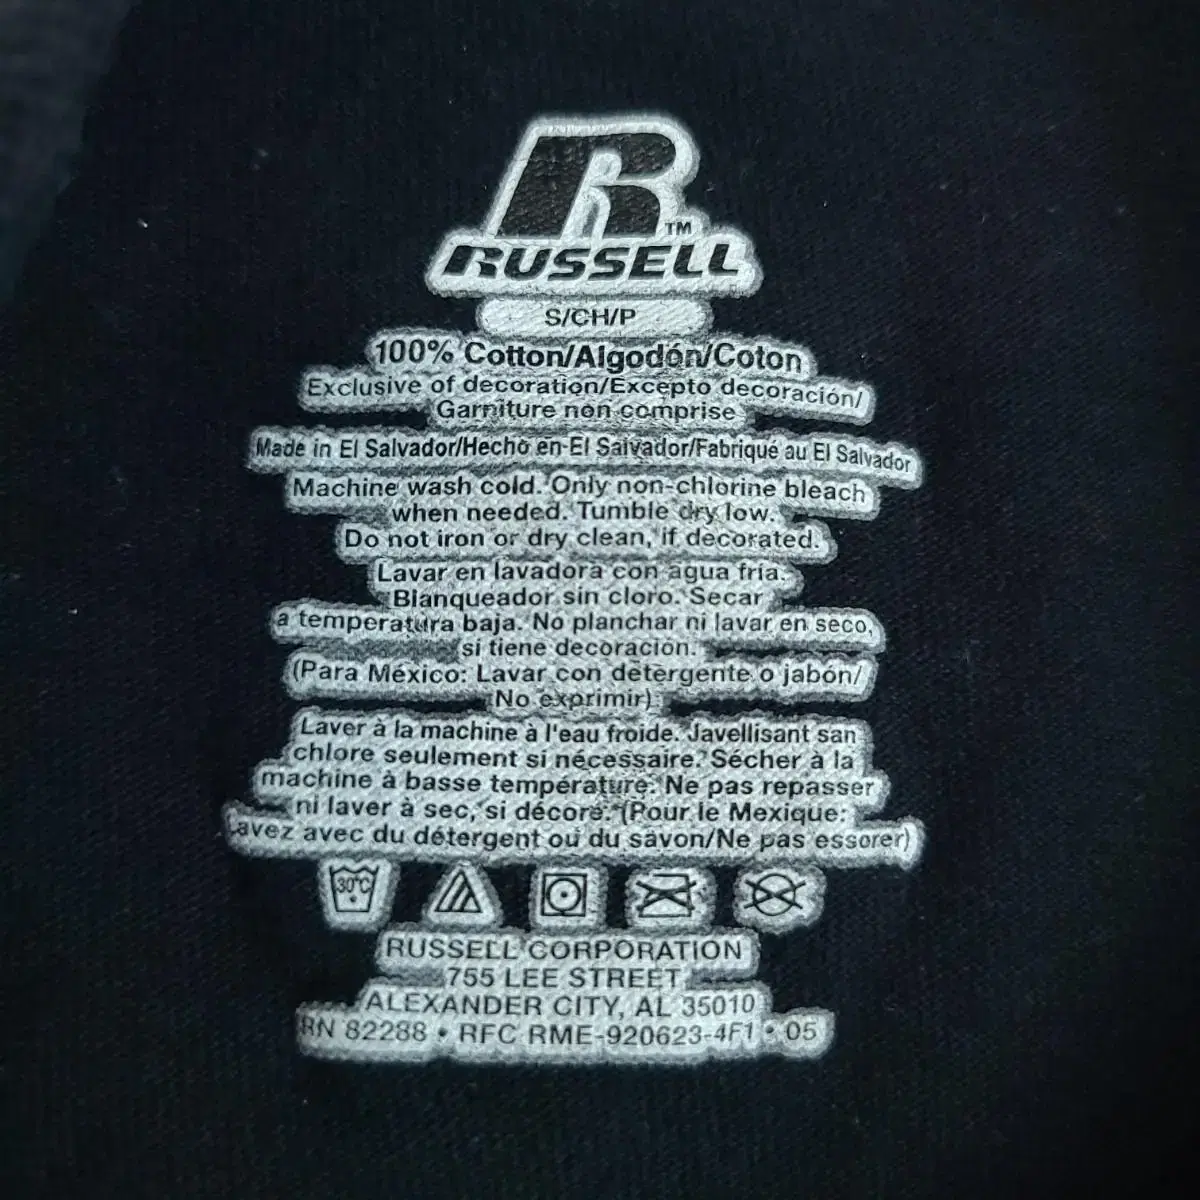 R
TM
RUSSELL
S/CH/P
100% Cotton/Algodón/Coton
Exclusive of decoration/Excepto decoración/
Garniture non comprise
Made in El Salvador/Hecho en El Salvador/Fabriqué au El Salvador
Machine wash cold. Only non-chlorine bleach
when needed. Tumble dry low.
Do not iron or dry clean, if decorated.
Lavar en lavadora con agua fría.
Blanqueador sin cloro. Secar
a temperatura baja. No planchar ni lavar en seco,
si tiene decoración.
(Para México: Lavar con detergente o jabón/
No exprimir)
Laver à la machine à l'eau froide. Javellisant san
chlore seulement si nécessaire. Sécher à la
machine à basse température. Ne pas repasser
ni laver à sec, si décoré. (Pour le Mexique:
Lavez avec du détergent où du savon/Ne pas essorer)
30°C
RUSSELL CORPORATION
755 LEE STREET
ALEXANDER CITY, AL 35010
RN 82288 • RFC RME-920623-4F1 • 05